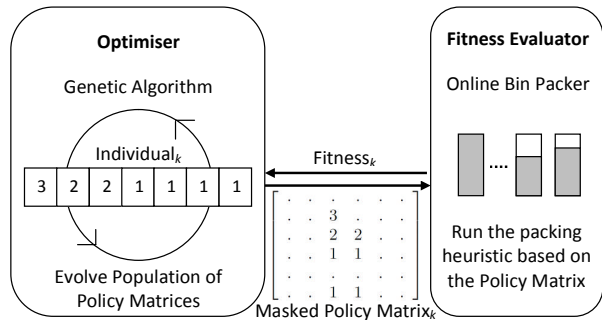 Optimiser
Genetic Algorithm
Individual_k
3 2 2 1 1 1 1
Evolve Population of
Policy Matrices
Fitness_k
. . . . . .
. . 3 . . .
. . 2 2 . .
. . 1 1 . .
. . . . . .
. . 1 1 . .
Masked Policy Matrix_k
Fitness Evaluator
Online Bin Packer
....
Run the packing
heuristic based on
the Policy Matrix